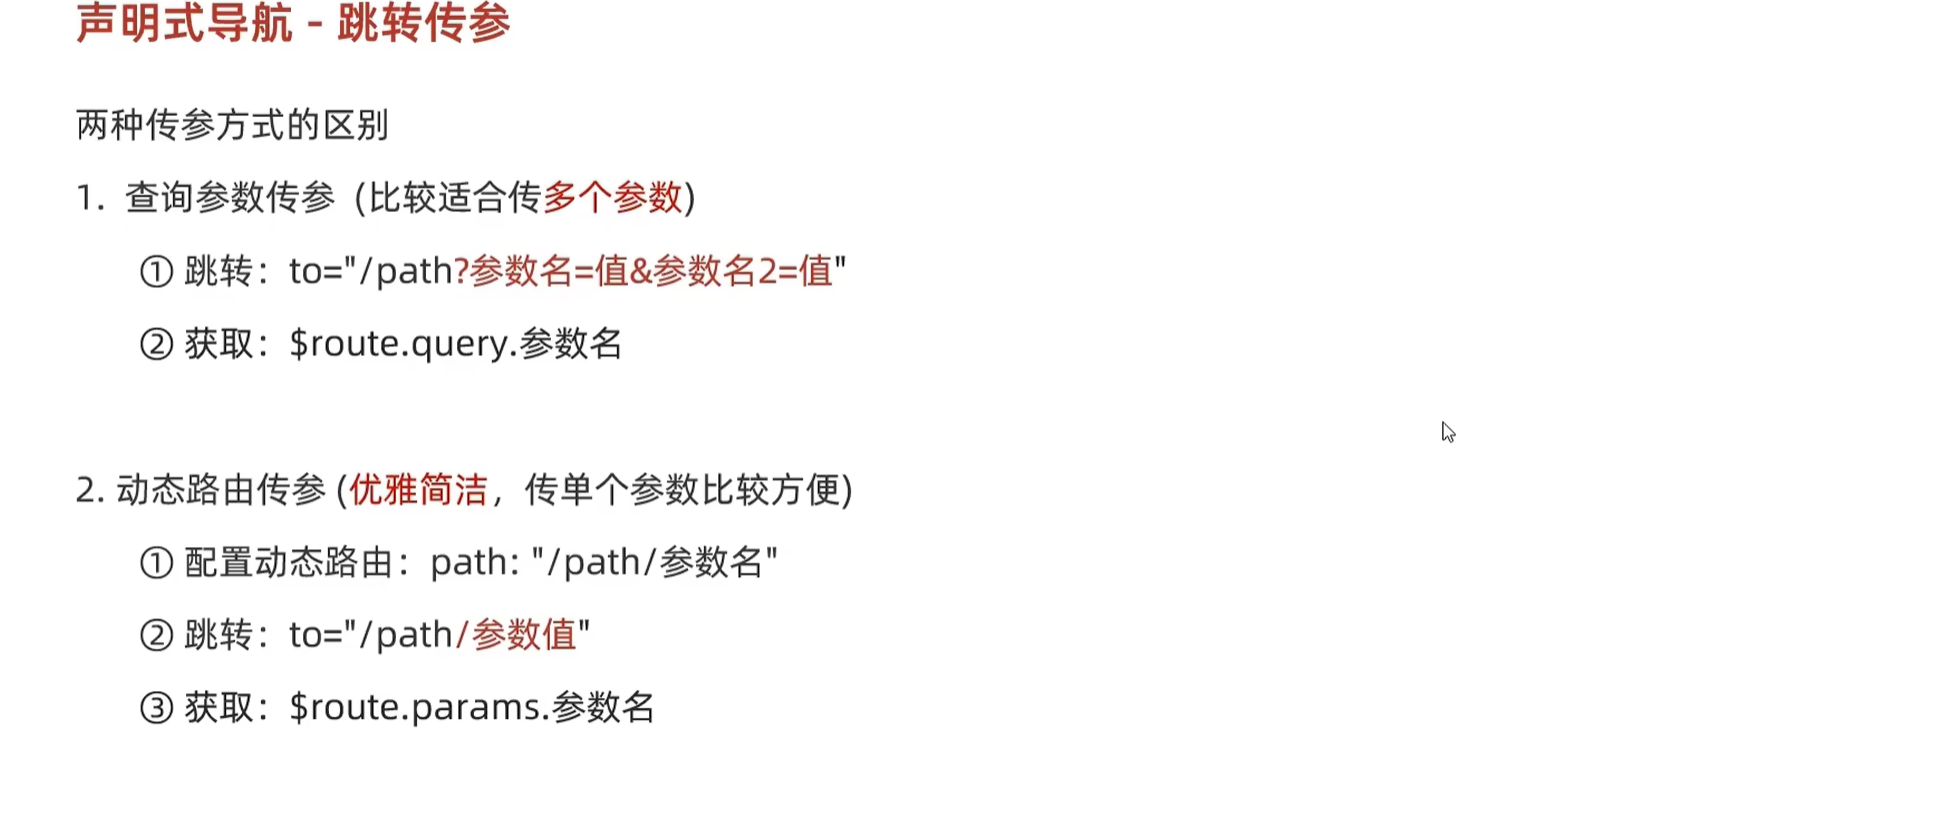 声明式导航 - 跳转传参
两种传参方式的区别
1. 查询参数传参 (比较适合传多个参数)
① 跳转：to="/path?参数名=值&参数名2=值"
② 获取：$route.query.参数名
2. 动态路由传参 (优雅简洁，传单个参数比较方便)
① 配置动态路由：path: "/path/参数名"
② 跳转：to="/path/参数值"
③ 获取：$route.params.参数名